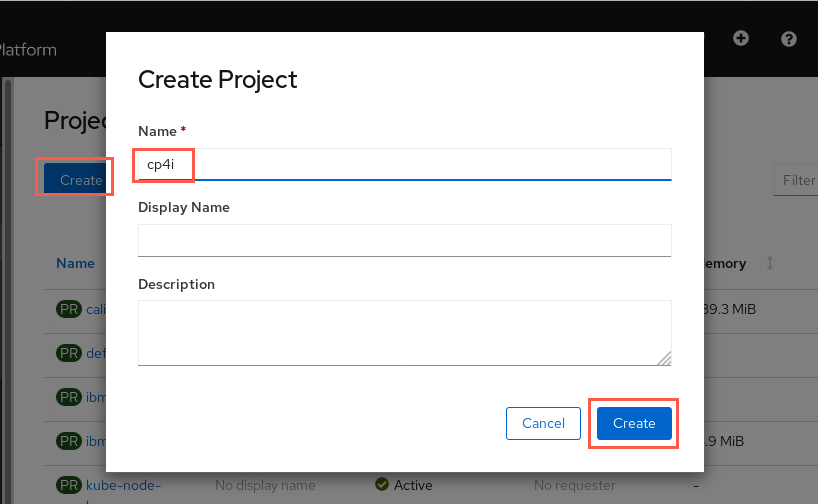 Platform
Create Project
Projec
Name *
cp4i
Create
Filter
Display Name
Name
emory
Description
PR cali
39.3 MiB
PR def
PR ibm
Cancel
Create
PR ibm
.9 MiB
PR kube-node-
No display name
Active
No requester
-